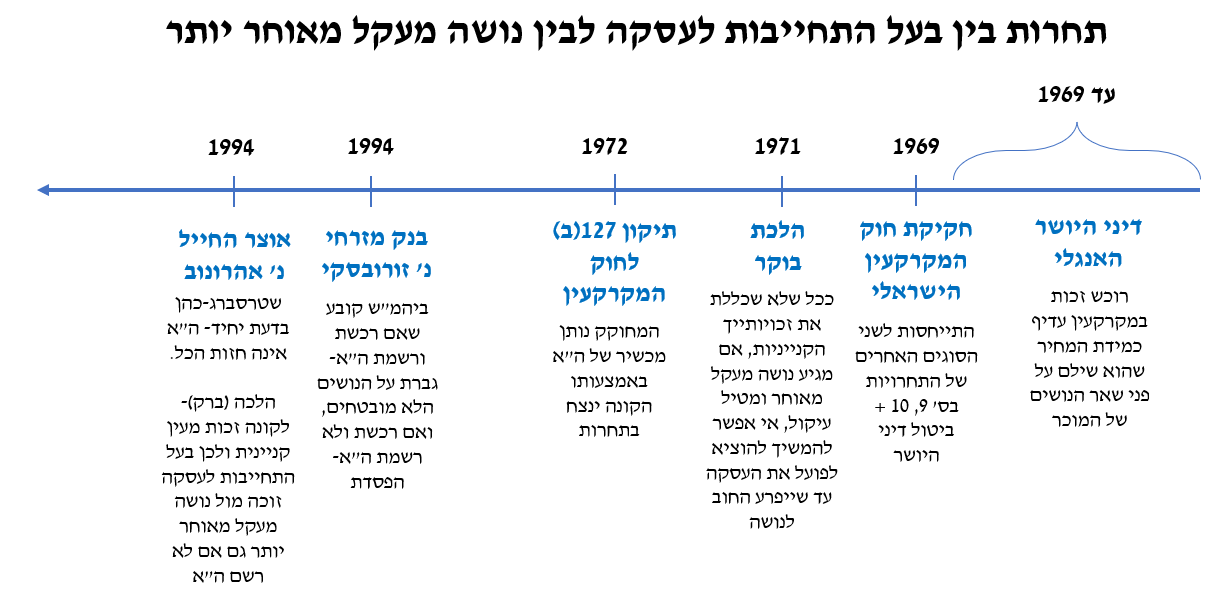 תחרות בין בעל התחייבות לעסקה לבין נושה מעקל מאוחר יותר
עד 1969
דיני היושר
האנגלי
רוכש זכות
במקרקעין עדיף
כמידת המחיר
שהוא שילם על
פני שאר הנושים
של המוכר
1969
חקיקת חוק
המקרקעין
הישראלי
התייחסות לשני
הסוגים האחרים
של התחרויות
בס' 9, 10 +
ביטול דיני
היושר
1971
הלכת
בוקר
ככל שלא שכללת
את זכויותייך
הקנייניות, אם
מגיע נושה מעקל
מאוחר ומטיל
עיקול, אי אפשר
להמשיך להוציא
לפועל את העסקה
עד שייפרע החוב
לנושה
1972
תיקון 127(ב)
לחוק
המקרקעין
המחוקק נותן
מכשיר של ה"א
באמצעותו
הקונה ינצח
בתחרות
1994
בנק מזרחי
נ' זורובסקי
ביהמ"ש קובע
שאם רכשת
ורשמת ה"א-
גברת על הנושים
הלא מובטחים,
ואם רכשת ולא
רשמת ה"א-
הפסדת
1994
אוצר החייל
נ' אהרונוב
שטרסברג-כהן
בדעת יחיד- ה"א
אינה חזות הכל.
הלכה (ברק)-
לקונה זכות מעין
קניינית ולכן בעל
התחייבות לעסקה
זוכה מול נושה
מעקל מאוחר
יותר גם אם לא
רשם ה"א